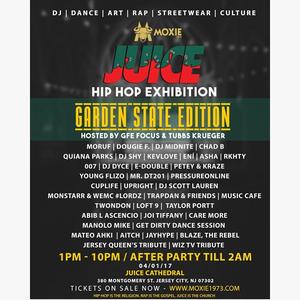 DJ | DANCE | ART | RAP | STREETWEAR | CULTURE
MOXIE
JUICE
HIP HOP EXHIBITION
GARDEN STATE EDITION
HOSTED BY GFE FOCUS & TUBBS KRUEGER
MORUF | DOUGIE F. | DJ MIDNITE | CHAD B
QUIANA PARKS | DJ SHY | KEVLOVE | ENÍ | ASHA | RKHTY
007 | DJ DYCE | E-DOUBLE | PETEY & KRAZE
YOUNG FLIZO | MR. DT201 | PRESSUREONLINE
CUPLIFE | UPRIGHT | DJ SCOTT LAUREN
MONSTARR & WEMC #LORDZ | TRAPDAN & FRIENDS | MUSIC CAFE
TWONDON | LOFT 9 | TAYLOR PORTT
ABIB L ASCENCIO | JOI TIFFANY | CARE MORE
MANOLO MIKE | GET DIRTY DANCE SESSION
MATEO AHKI | AITCH | JAYHYPE | BLAZE, THE REBEL
JERSEY QUEEN'S TRIBUTE | WIZ TV TRIBUTE
1PM - 10PM / AFTER PARTY TILL 2AM
04/01/17
JUICE CATHEDRAL
380 MONTGOMERY ST. JERSEY CITY, NJ 07302
TICKETS ON SALE NOW - WWW.MOXIE1973.COM
HIP-HOP IS THE RELIGION. RAP IS THE GOSPEL. JUICE IS THE CHURCH